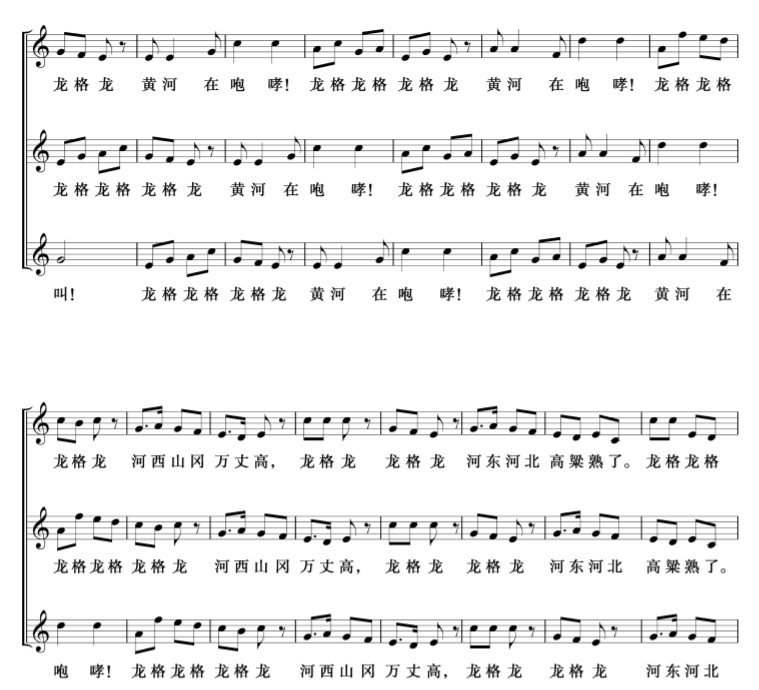 龙格龙 黄河 在咆 哮！龙格龙格龙格龙 黄河 在咆 哮！龙格龙格
龙格龙格龙格龙 黄河 在咆 哮！ 龙格龙格龙格龙 黄河 在咆 哮！
叫！ 龙格龙格龙格龙 黄河 在咆 哮！ 龙格龙格龙格龙 黄河 在
龙格龙 河西山冈 万丈高， 龙格龙 龙格龙 河东河北 高粱熟了。龙格龙格
龙格龙格 龙格龙 河西山冈 万丈高， 龙格龙 龙格龙 河东河北 高粱熟了。
咆 哮！龙格龙格 龙格龙 河西山冈 万丈高， 龙格龙 龙格龙 河东河北